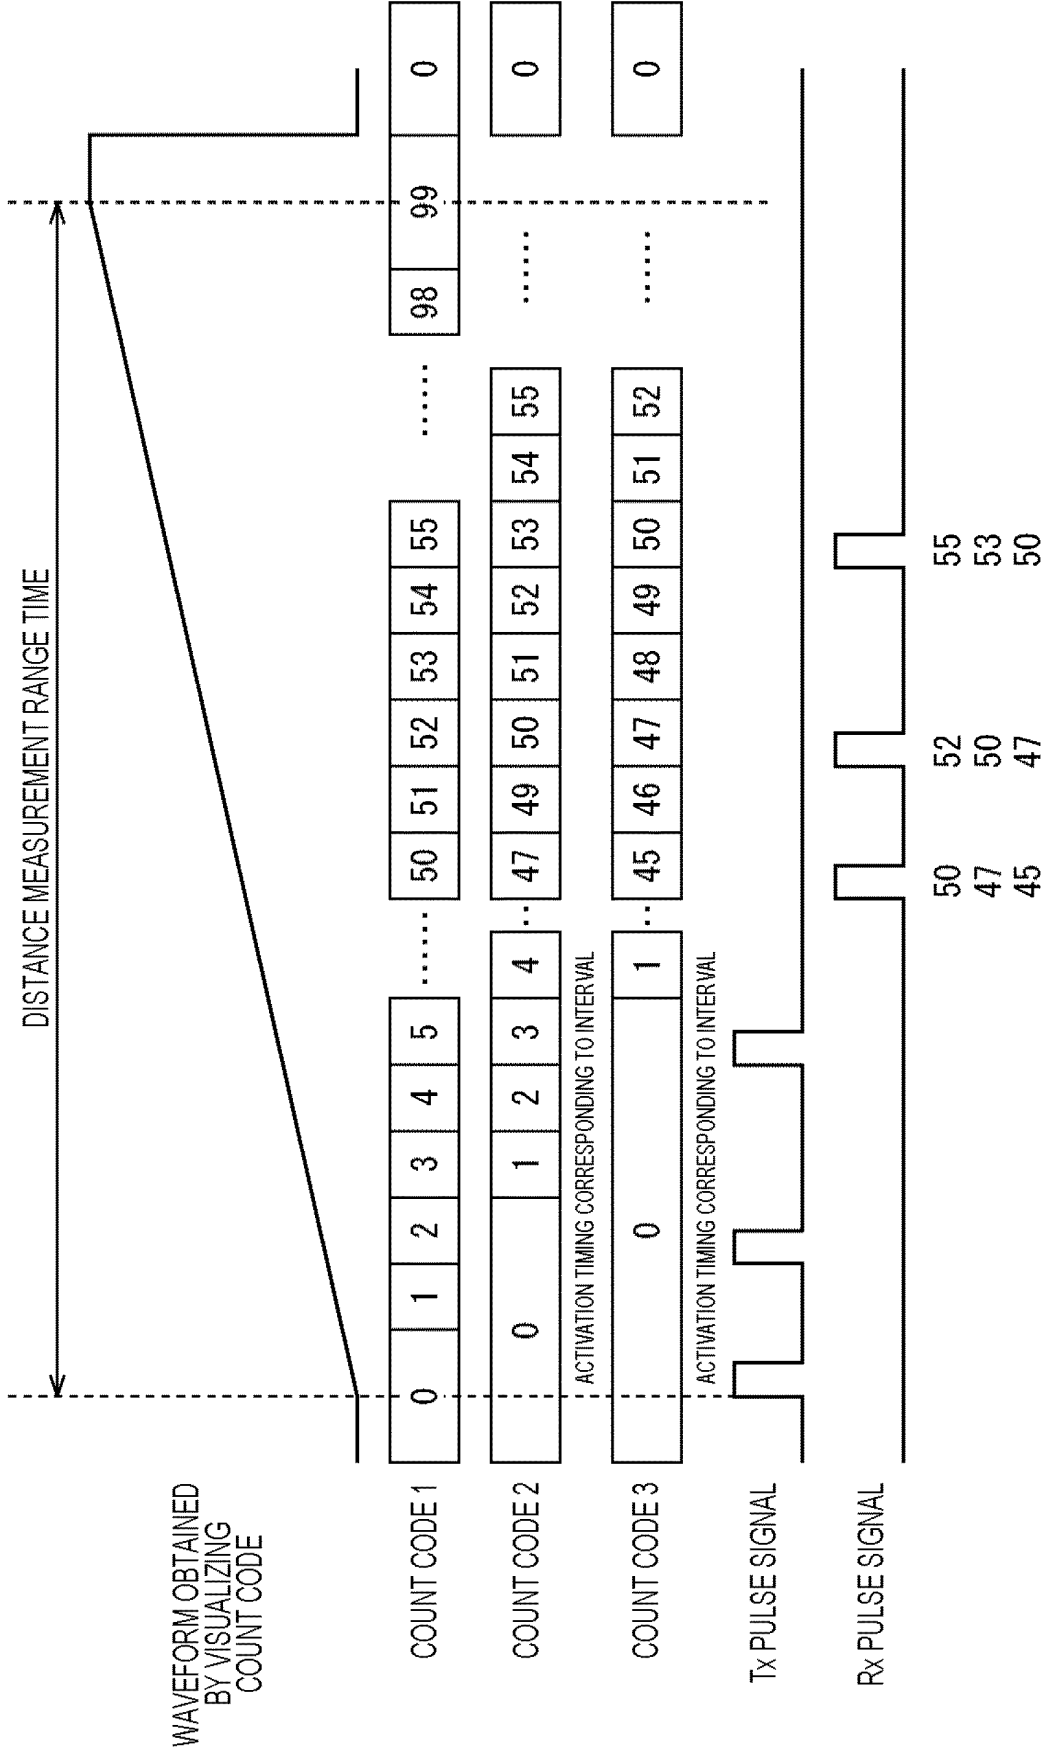 DISTANCE MEASUREMENT RANGE TIME
WAVEFORM OBTAINED
BY VISUALIZING
COUNT CODE
COUNT CODE 1 0 1 2 3 4 5 ...... 50 51 52 53 54 55 ...... 98 99 0
COUNT CODE 2 0 1 2 3 4 .. 47 49 50 51 52 53 54 55 ...... 0
ACTIVATION TIMING CORRESPONDING TO INTERVAL
COUNT CODE 3 0 1 .. 45 46 47 48 49 50 51 52 ...... 0
ACTIVATION TIMING CORRESPONDING TO INTERVAL
Tx PULSE SIGNAL
Rx PULSE SIGNAL
50 52 55
47 50 53
45 47 50